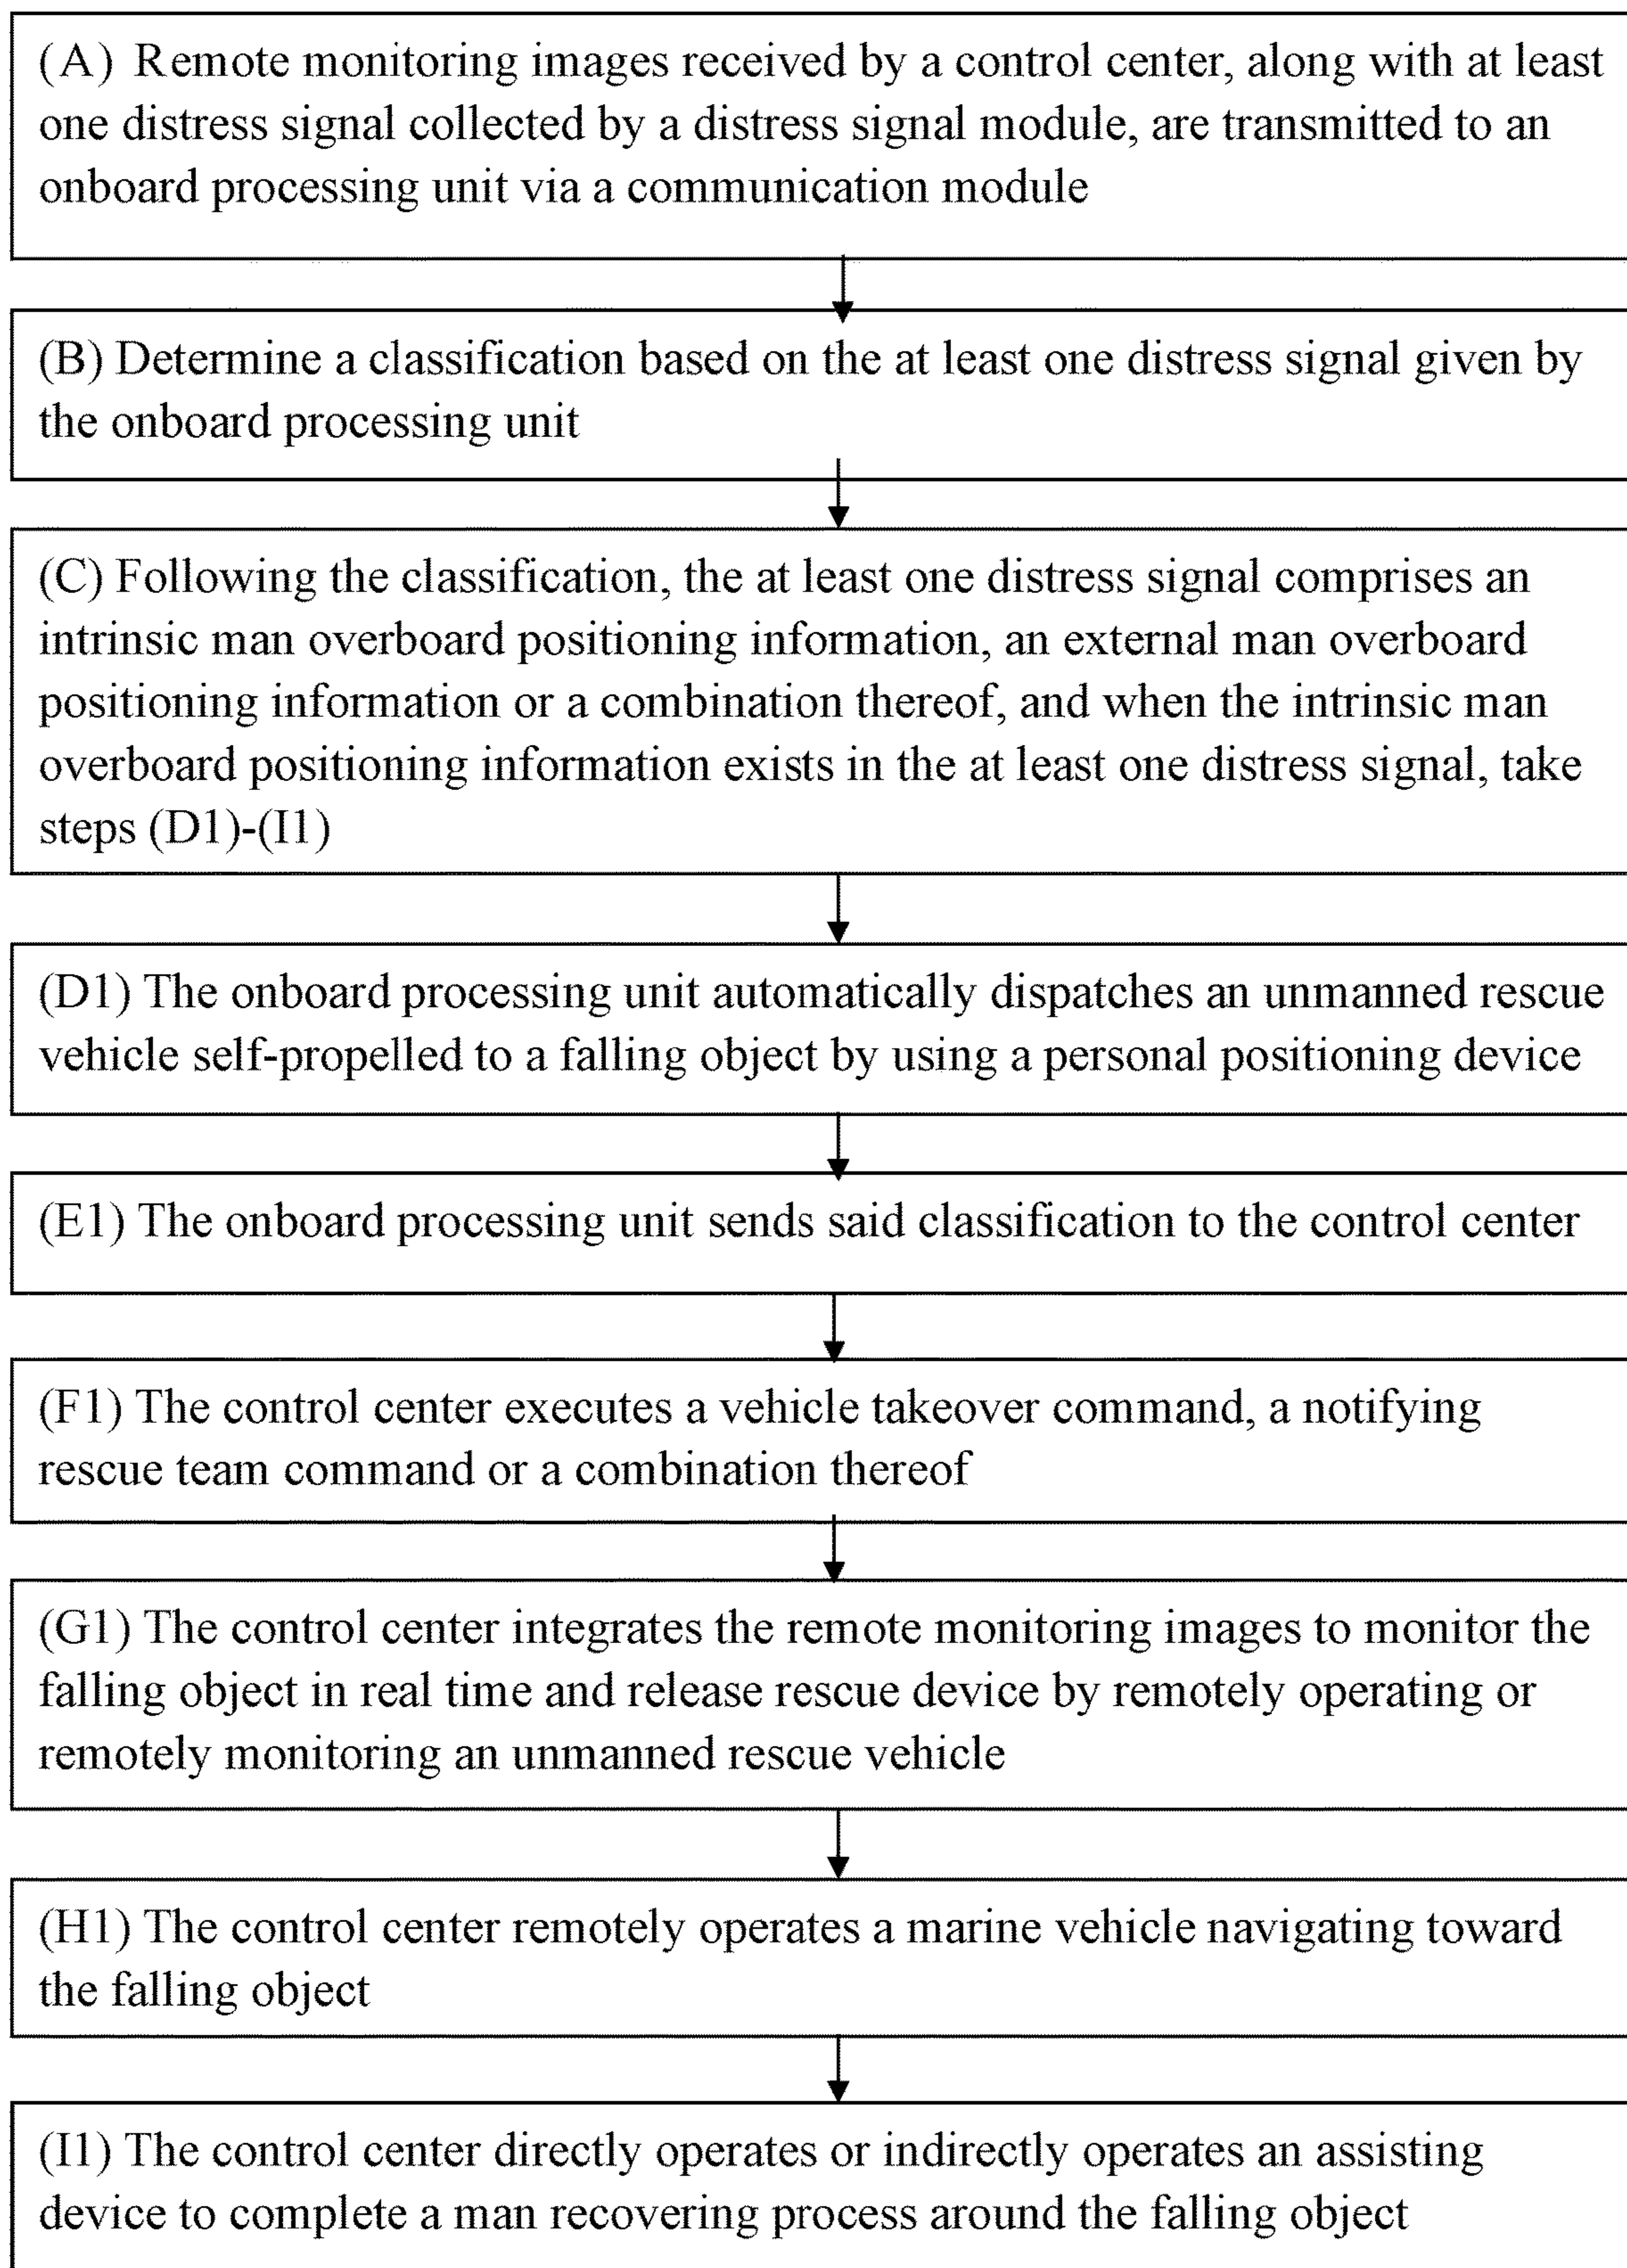 (A) Remote monitoring images received by a control center, along with at least
one distress signal collected by a distress signal module, are transmitted to an
onboard processing unit via a communication module
(B) Determine a classification based on the at least one distress signal given by
the onboard processing unit
(C) Following the classification, the at least one distress signal comprises an
intrinsic man overboard positioning information, an external man overboard
positioning information or a combination thereof, and when the intrinsic man
overboard positioning information exists in the at least one distress signal, take
steps (D1)-(I1)
(D1) The onboard processing unit automatically dispatches an unmanned rescue
vehicle self-propelled to a falling object by using a personal positioning device
(E1) The onboard processing unit sends said classification to the control center
(F1) The control center executes a vehicle takeover command, a notifying
rescue team command or a combination thereof
(G1) The control center integrates the remote monitoring images to monitor the
falling object in real time and release rescue device by remotely operating or
remotely monitoring an unmanned rescue vehicle
(H1) The control center remotely operates a marine vehicle navigating toward
the falling object
(I1) The control center directly operates or indirectly operates an assisting
device to complete a man recovering process around the falling object